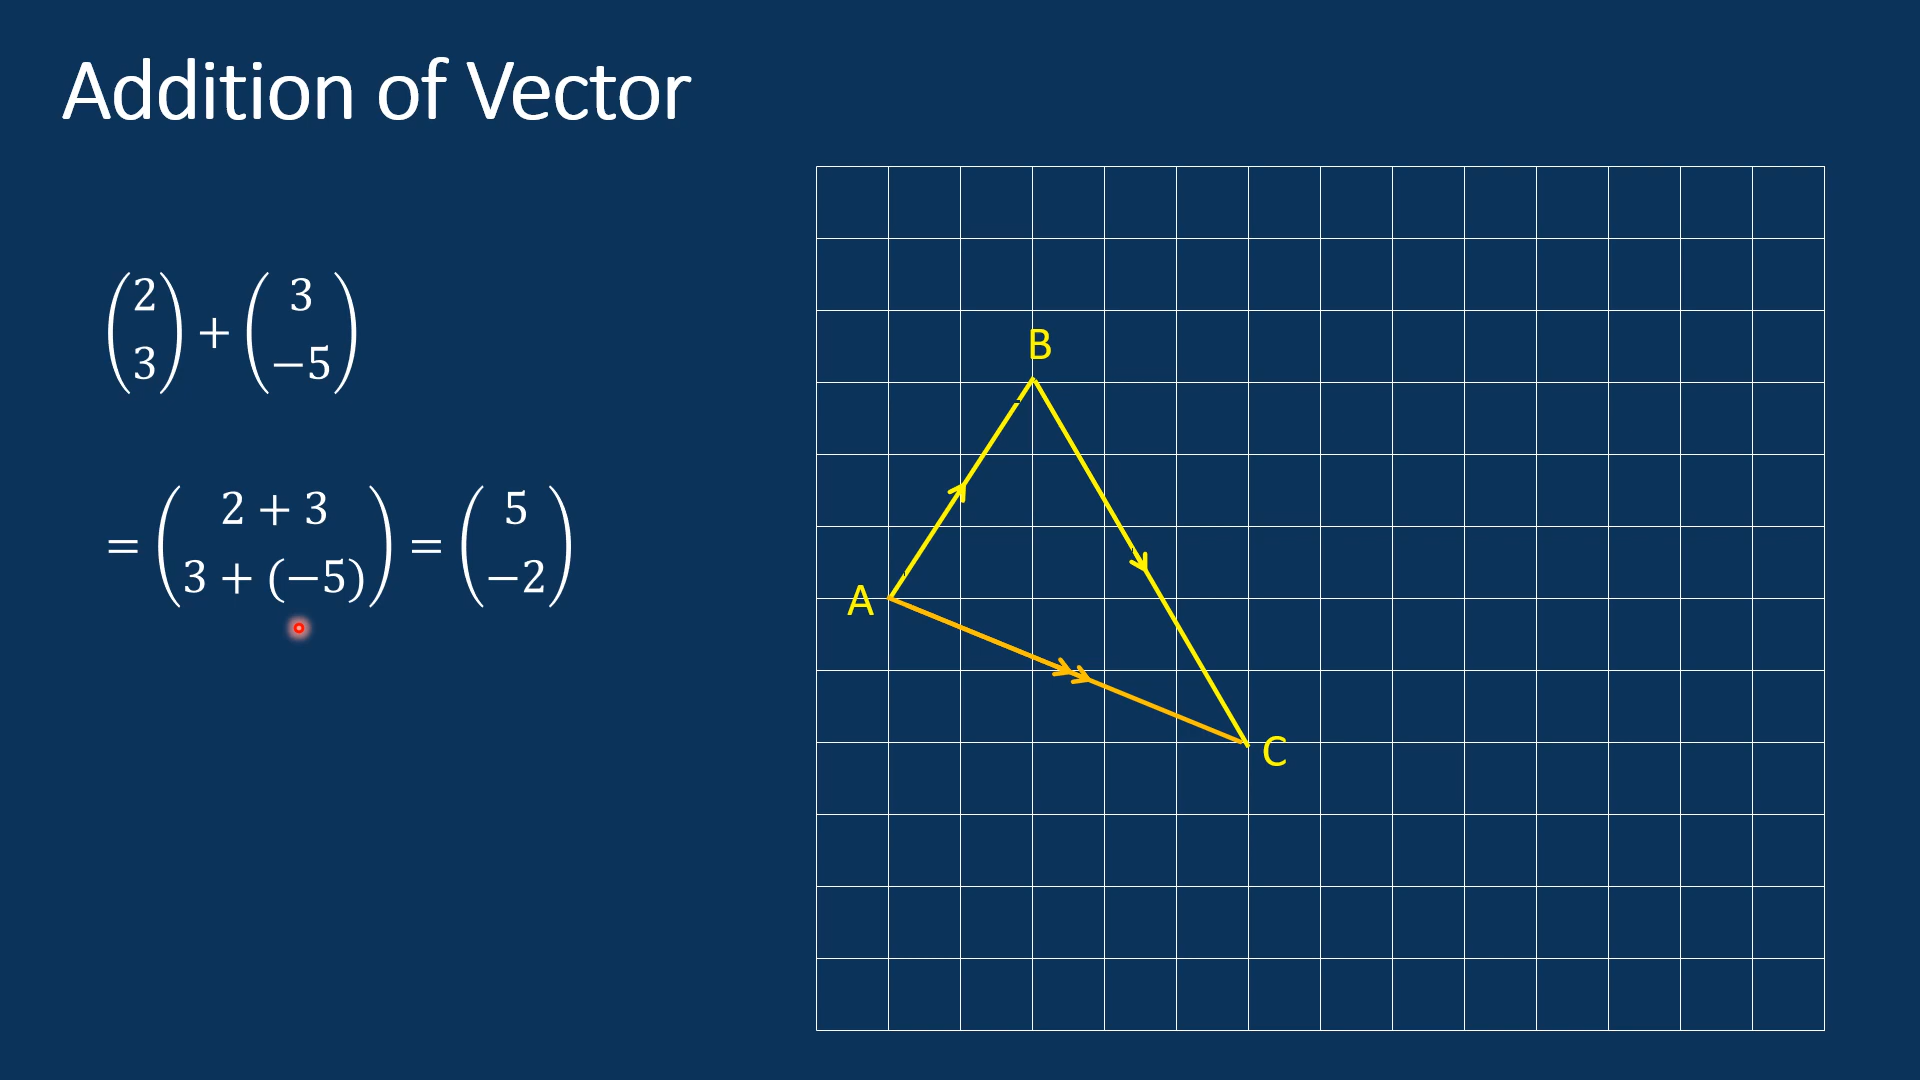 Addition of Vector
(2 3) + (3 −5)
= (2 + 3 3 + (−5)) = (5 −2)
B
A
C